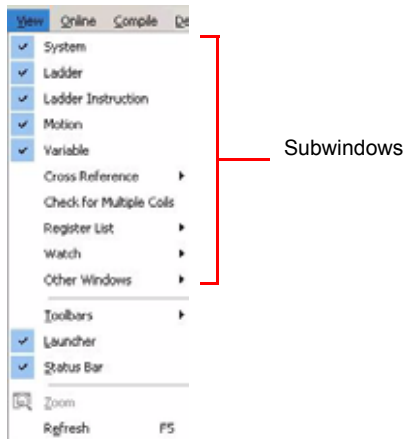 View Online Compile De
System
Ladder
Ladder Instruction
Motion
Variable
Cross Reference
Check for Multiple Coils
Register List
Watch
Other Windows
Toolbars
Launcher
Status Bar
Zoom
Refresh F5
Subwindows